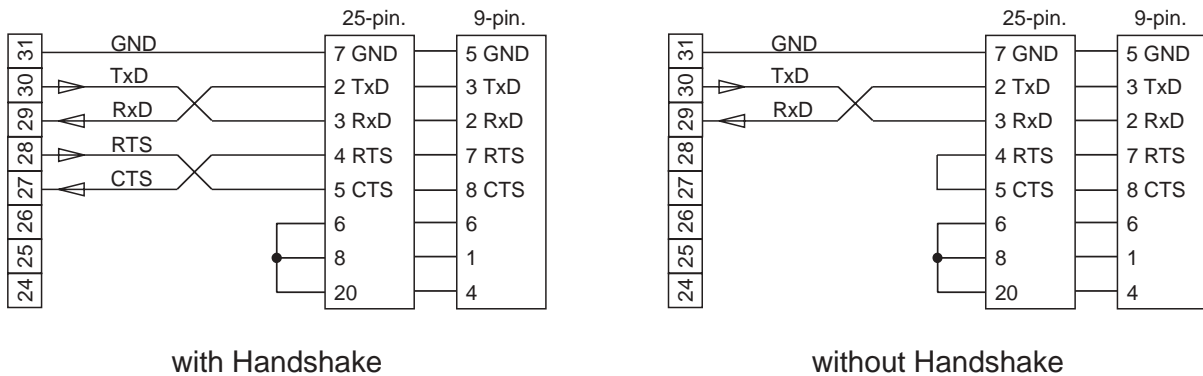 25-pin. 9-pin.
31 GND 7 GND 5 GND
30 TxD 2 TxD 3 TxD
29 RxD 3 RxD 2 RxD
28 RTS 4 RTS 7 RTS
27 CTS 5 CTS 8 CTS
26 6 6
25 8 1
24 20 4
with Handshake
25-pin. 9-pin.
31 GND 7 GND 5 GND
30 TxD 2 TxD 3 TxD
29 RxD 3 RxD 2 RxD
28 4 RTS 7 RTS
27 5 CTS 8 CTS
26 6 6
25 8 1
24 20 4
without Handshake